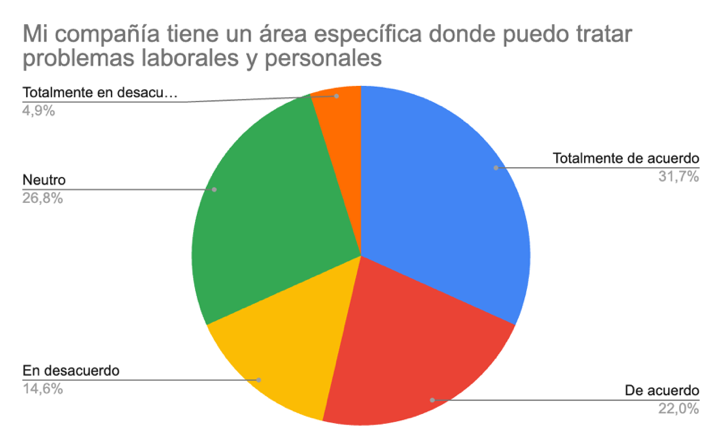 Mi compañía tiene un área específica donde puedo tratar
problemas laborales y personales
Totalmente en desacu…
4,9%
Totalmente de acuerdo
31,7%
Neutro
26,8%
En desacuerdo
14,6%
De acuerdo
22,0%